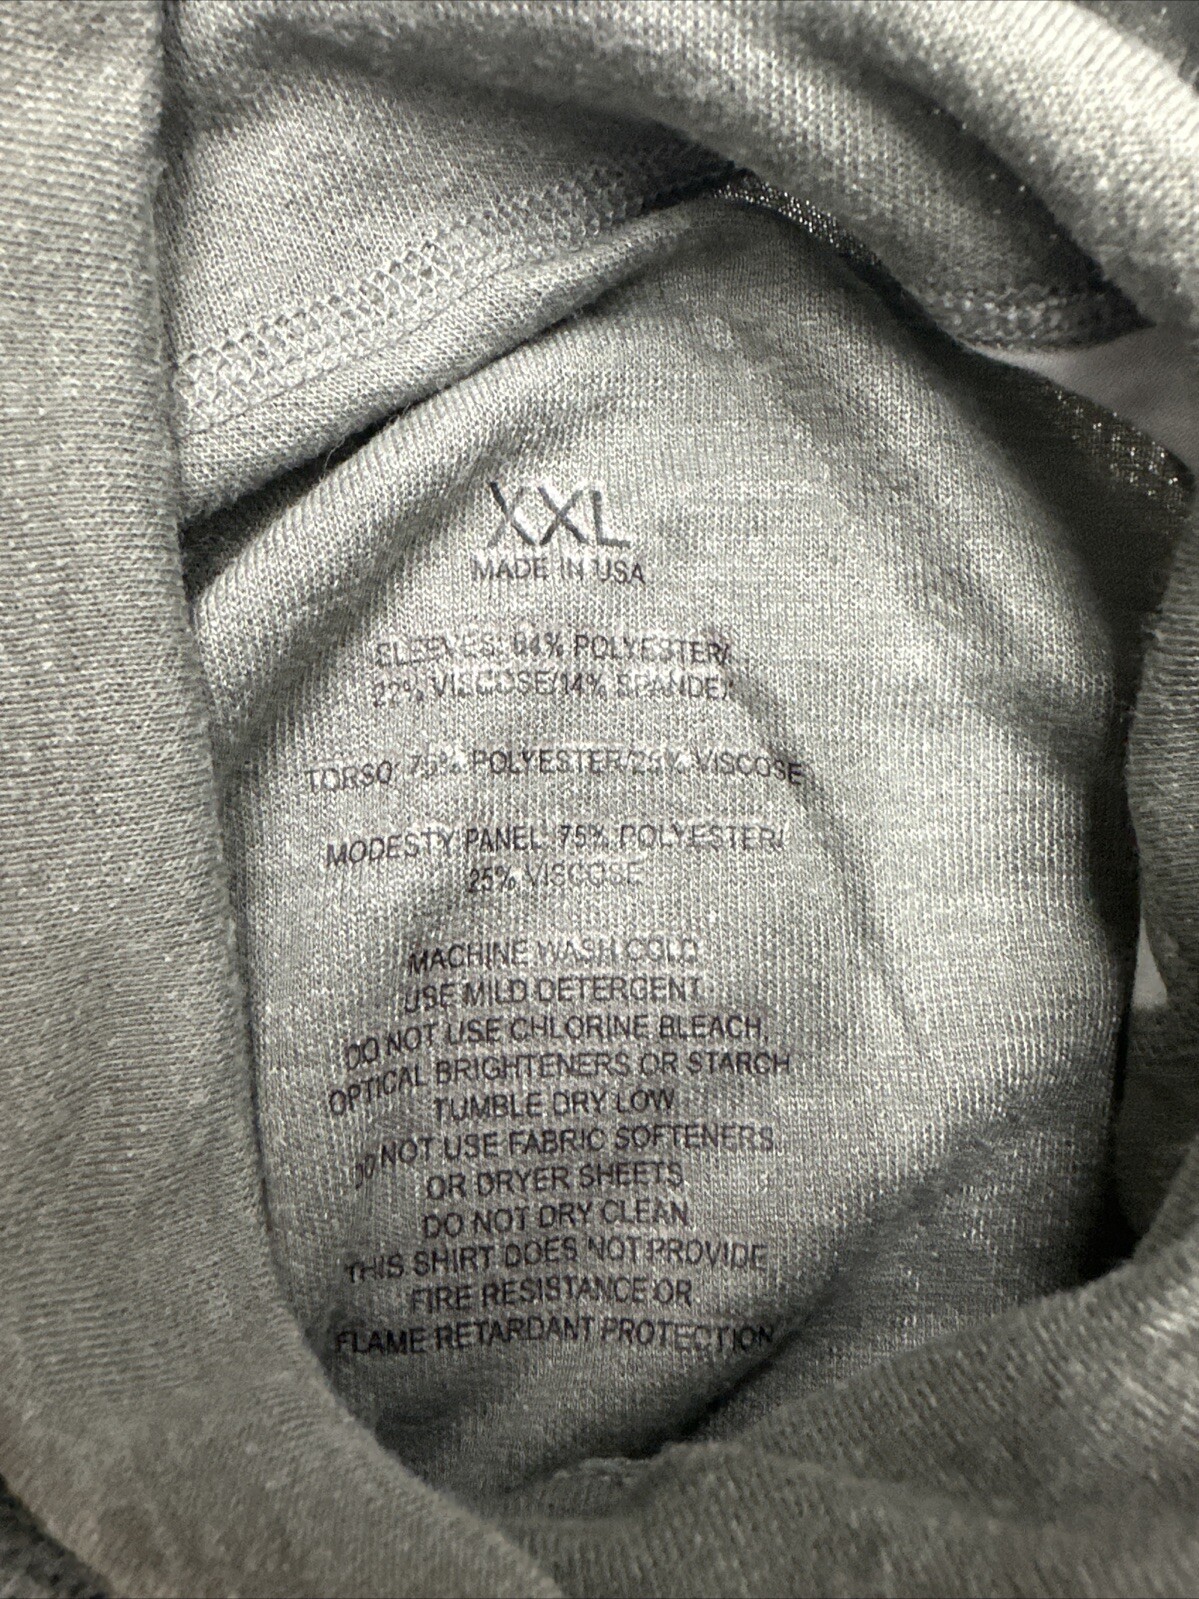 XXL
MADE IN USA
SLEEVES: 64% POLYESTER/
22% VISCOSE/14% SPANDEX
TORSO: 75% POLYESTER/25% VISCOSE
MODESTY PANEL: 75% POLYESTER/
25% VISCOSE
MACHINE WASH COLD
USE MILD DETERGENT
DO NOT USE CHLORINE BLEACH,
OPTICAL BRIGHTENERS OR STARCH
TUMBLE DRY LOW
DO NOT USE FABRIC SOFTENERS
OR DRYER SHEETS
DO NOT DRY CLEAN
THIS SHIRT DOES NOT PROVIDE
FIRE RESISTANCE OR
FLAME RETARDANT PROTECTION